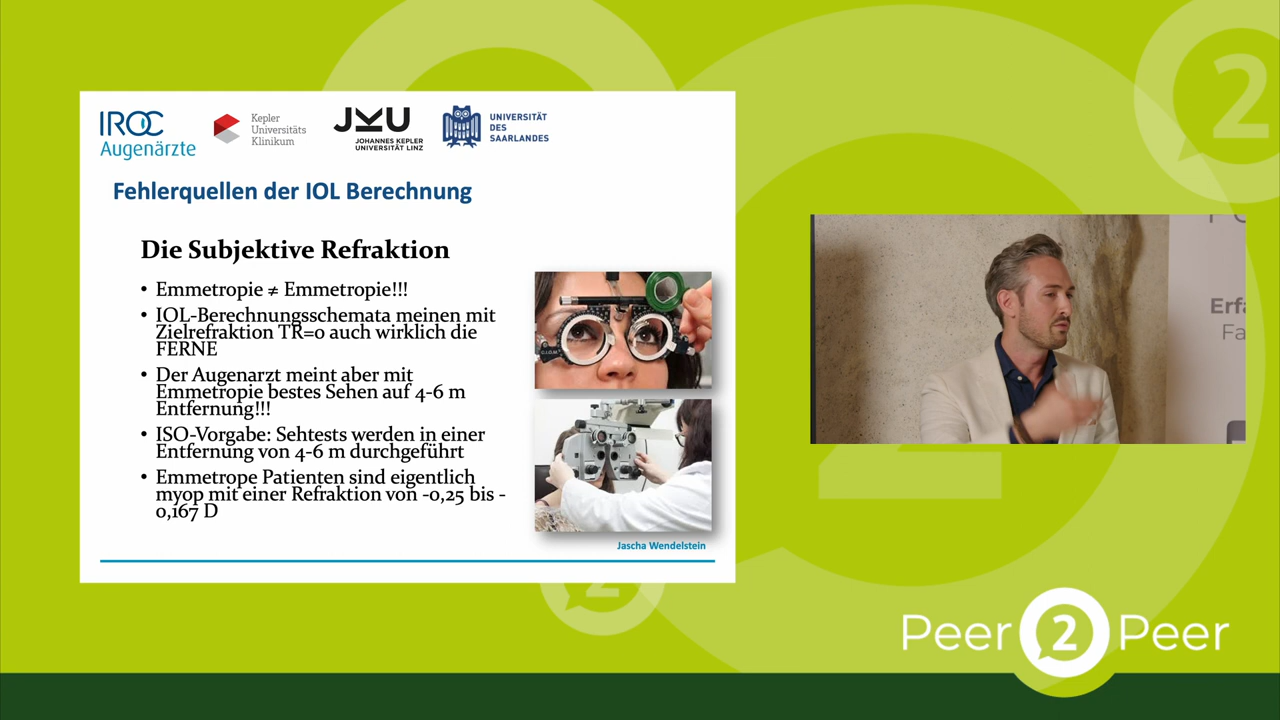 IROC
Augenärzte
Kepler
Universitäts
Klinikum
JKU
JOHANNES KEPLER
UNIVERSITÄT LINZ
UNIVERSITÄT
DES
SAARLANDES
Fehlerquellen der IOL Berechnung
Die Subjektive Refraktion
• Emmetropie ≠ Emmetropie!!!
• IOL-Berechnungsschemata meinen mit
Zielrefraktion TR=0 auch wirklich die
FERNE
• Der Augenarzt meint aber mit
Emmetropie bestes Sehen auf 4-6 m
Entfernung!!!
• ISO-Vorgabe: Sehtests werden in einer
Entfernung von 4-6 m durchgeführt
• Emmetrope Patienten sind eigentlich
myop mit einer Refraktion von -0,25 bis -
0,167 D
Jascha Wendelstein
2
2
2
Peer 2 Peer